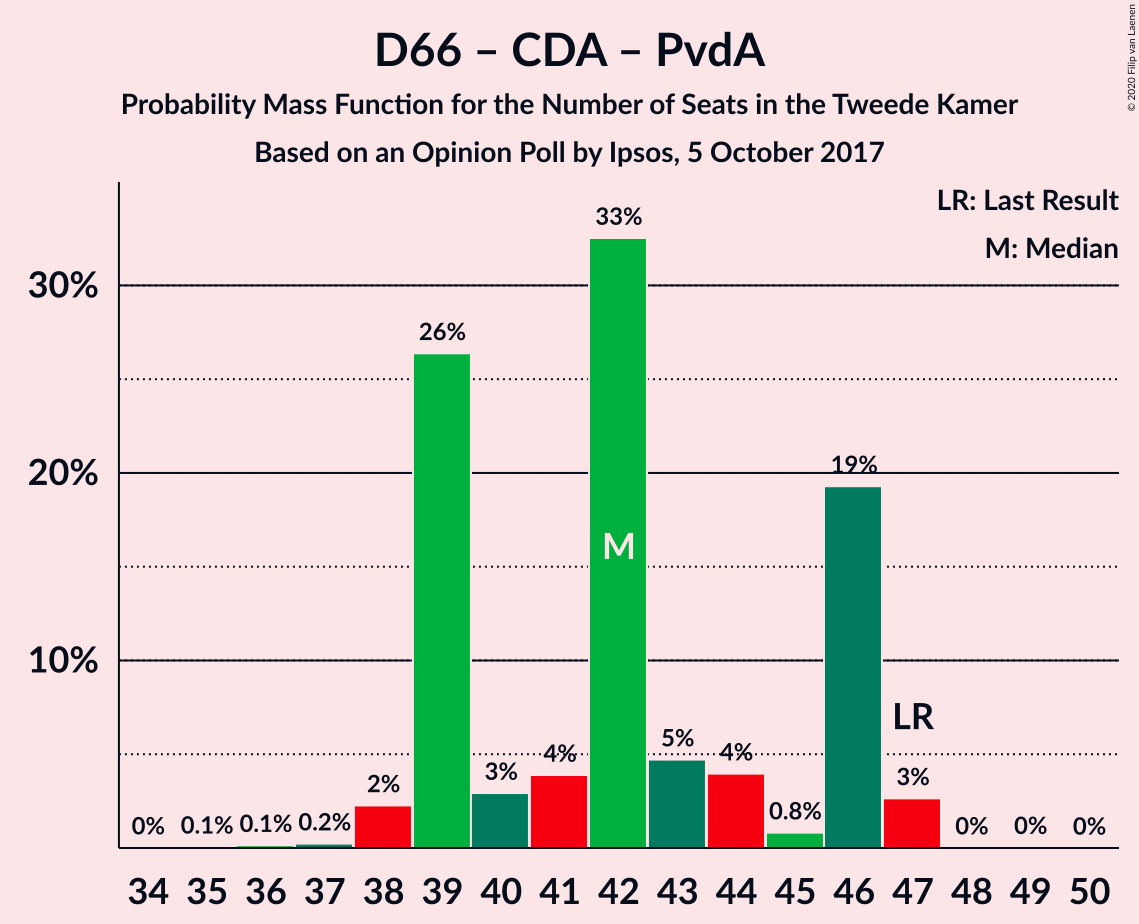 D66 – CDA – PvdA
Probability Mass Function for the Number of Seats in the Tweede Kamer
Based on an Opinion Poll by Ipsos, 5 October 2017
© 2020 Filip van Laenen
LR: Last Result
M: Median
30%
20%
10%
0% 0.1% 0.1% 0.2% 2% 26% 3% 4% 33% 5% 4% 0.8% 19% 3% 0% 0% 0%
M
LR
34 35 36 37 38 39 40 41 42 43 44 45 46 47 48 49 50